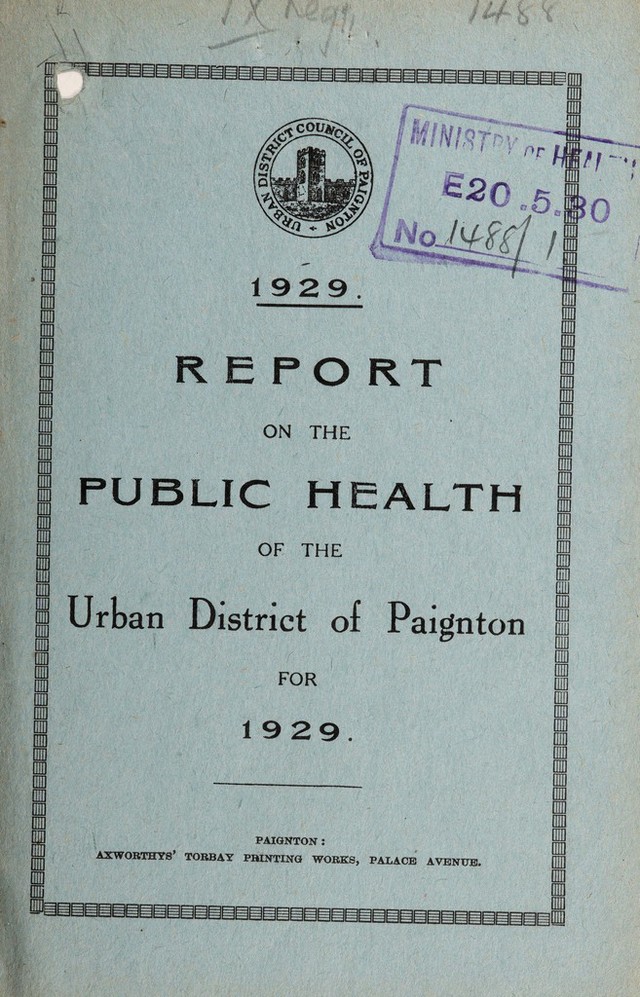 1488
URBAN DISTRICT COUNCIL OF PAIGNTON
MINISTRY OF HEALTH
E20.5.30
No 1488/1
1929.
REPORT
ON THE
PUBLIC HEALTH
OF THE
Urban District of Paignton
FOR
1929.
PAIGNTON:
AXWORTHYS' TORBAY PRINTING WORKS, PALACE AVENUE.